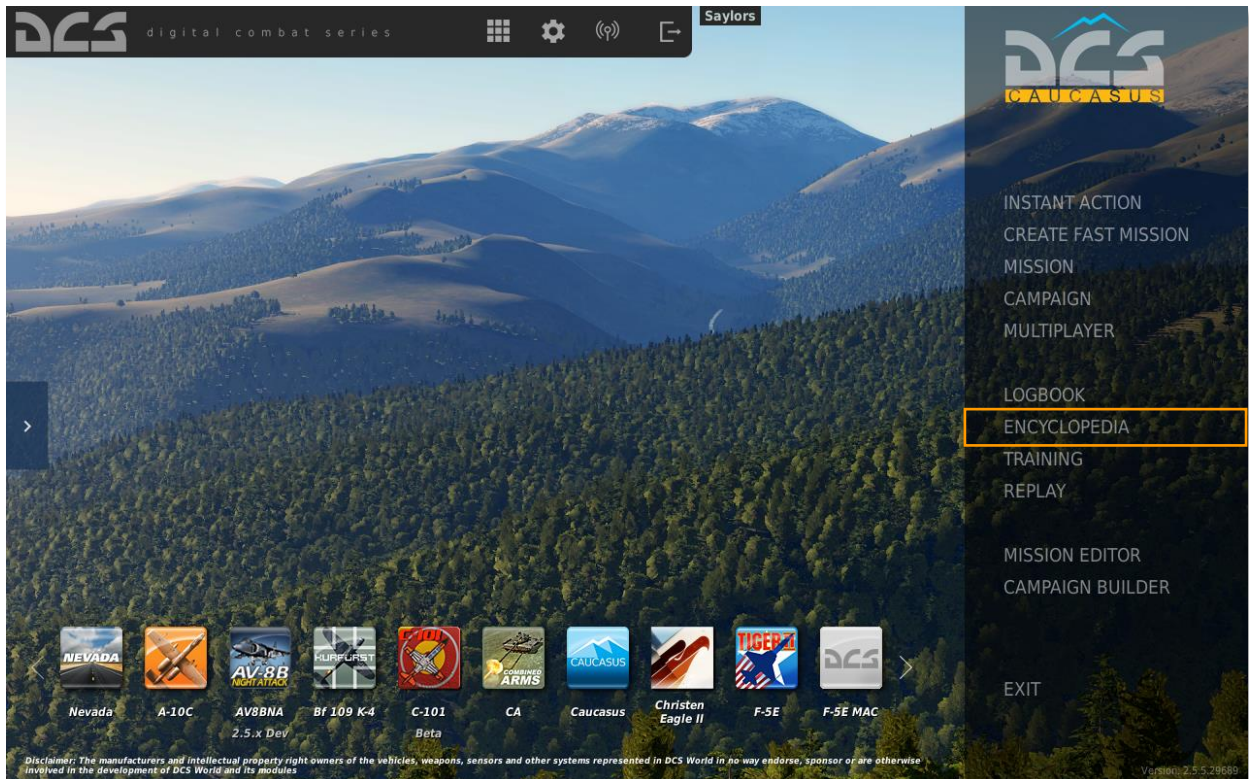 DCS
digital combat series
Saylors
DCS
CAUCASUS
INSTANT ACTION
CREATE FAST MISSION
MISSION
CAMPAIGN
MULTIPLAYER
LOGBOOK
ENCYCLOPEDIA
TRAINING
REPLAY
MISSION EDITOR
CAMPAIGN BUILDER
EXIT
NEVADA
AV-8B
NIGHT ATTACK
KURFÜRST
C101
COMBINED
ARMS
CAUCASUS
TIGER II
DCS
Nevada
A-10C
AV8BNA
2.5.x Dev
Bf 109 K-4
C-101
Beta
CA
Caucasus
Christen
Eagle II
F-5E
F-5E MAC
Disclaimer: The manufacturers and intellectual property right owners of the vehicles, weapons, sensors and other systems represented in DCS World in no way endorse, sponsor or are otherwise
involved in the development of DCS World and its modules
Version: 2.5.5.29689